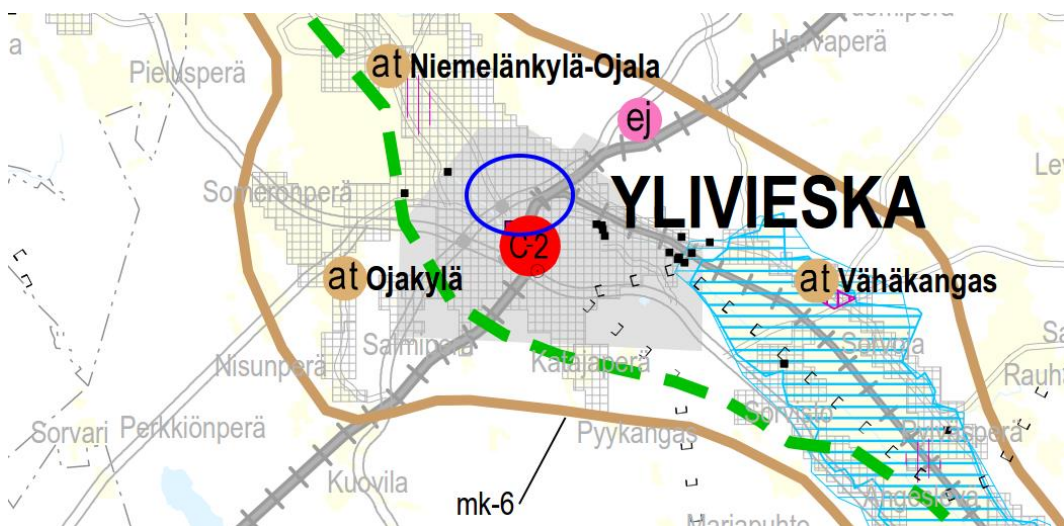 Harvaperä
Pielusperä
at Niemelänkylä-Ojala
ej
Someronperä
YLIVIESKA
C-2
at Ojakylä
at Vähäkangas
Salmiperä
Nisunperä
Katajaperä
Sorvari
Perkkiönperä
Pyykangas
Kuovila
mk-6